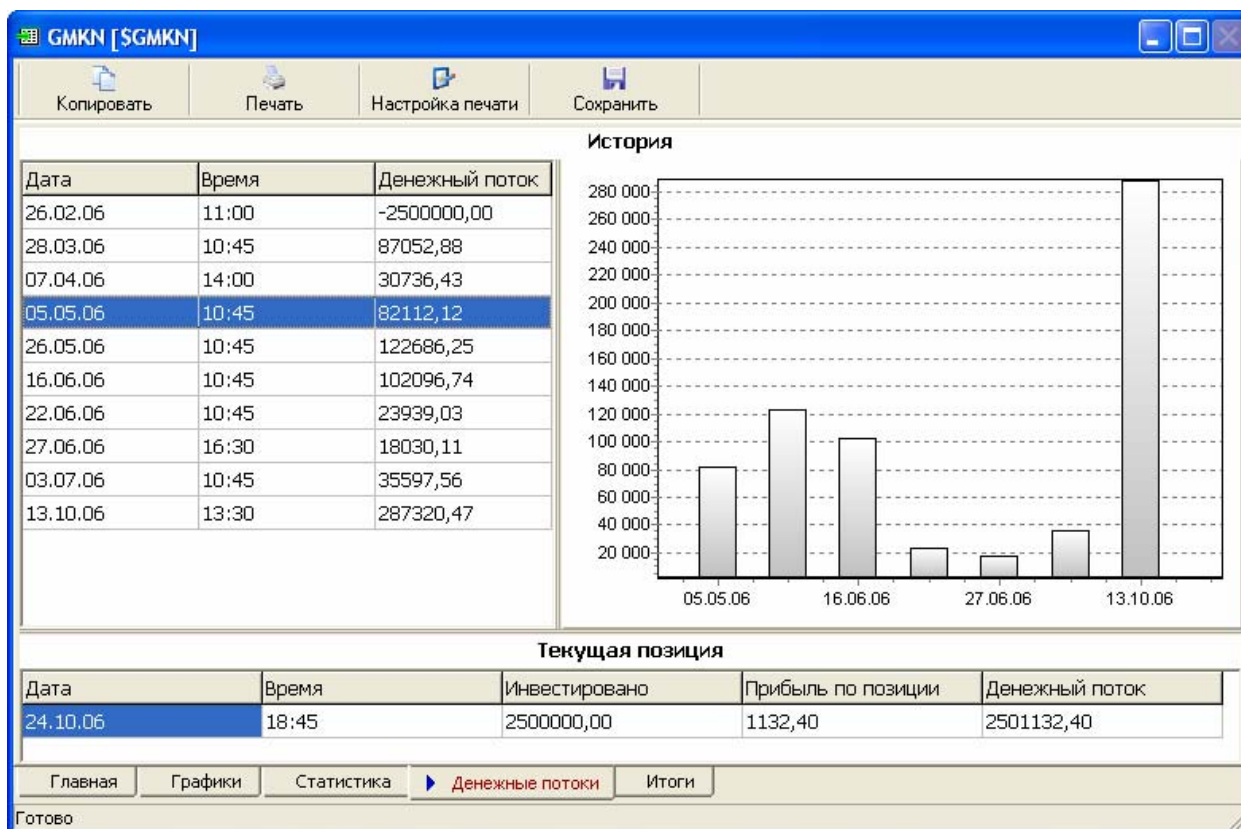 GMKN [$GMKN]
Копировать Печать Настройка печати Сохранить
История
Дата Время Денежный поток
26.02.06 11:00 -2500000,00
28.03.06 10:45 87052,88
07.04.06 14:00 30736,43
05.05.06 10:45 82112,12
26.05.06 10:45 122686,25
16.06.06 10:45 102096,74
22.06.06 10:45 23939,03
27.06.06 16:30 18030,11
03.07.06 10:45 35597,56
13.10.06 13:30 287320,47
280 000
260 000
240 000
220 000
200 000
180 000
160 000
140 000
120 000
100 000
80 000
60 000
40 000
20 000
05.05.06 16.06.06 27.06.06 13.10.06
Текущая позиция
Дата Время Инвестировано Прибыль по позиции Денежный поток
24.10.06 18:45 2500000,00 1132,40 2501132,40
Главная Графики Статистика Денежные потоки Итоги
Готово